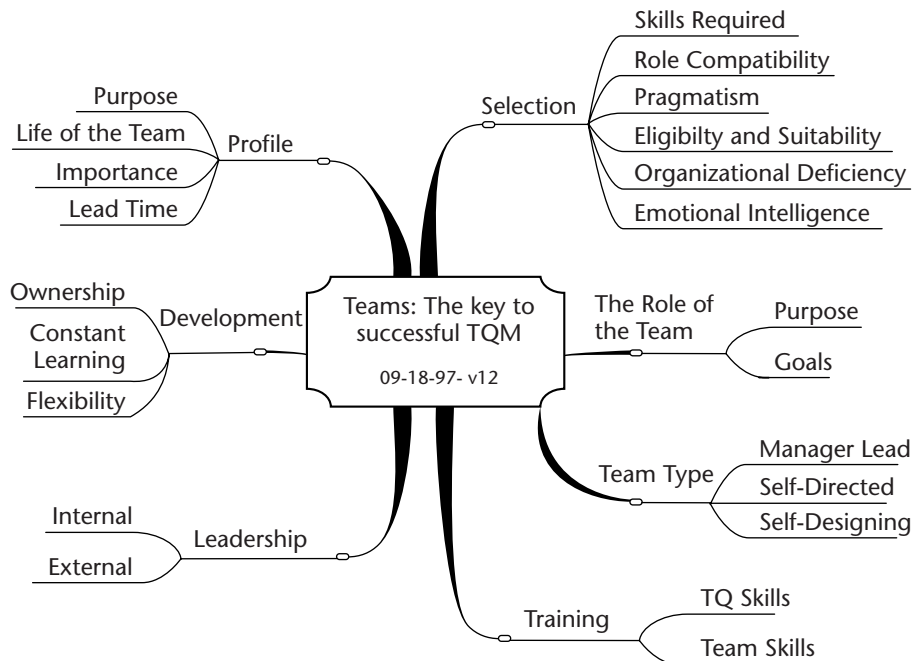 Skills Required
Role Compatibility
Selection
Pragmatism
Eligibilty and Suitability
Organizational Deficiency
Emotional Intelligence
Purpose
Life of the Team
Profile
Importance
Lead Time
Ownership
Constant
Learning
Development
Flexibility
Teams: The key to
successful TQM
09-18-97- v12
The Role of
the Team
Purpose
Goals
Team Type
Manager Lead
Self-Directed
Self-Designing
Internal
Leadership
External
Training
TQ Skills
Team Skills